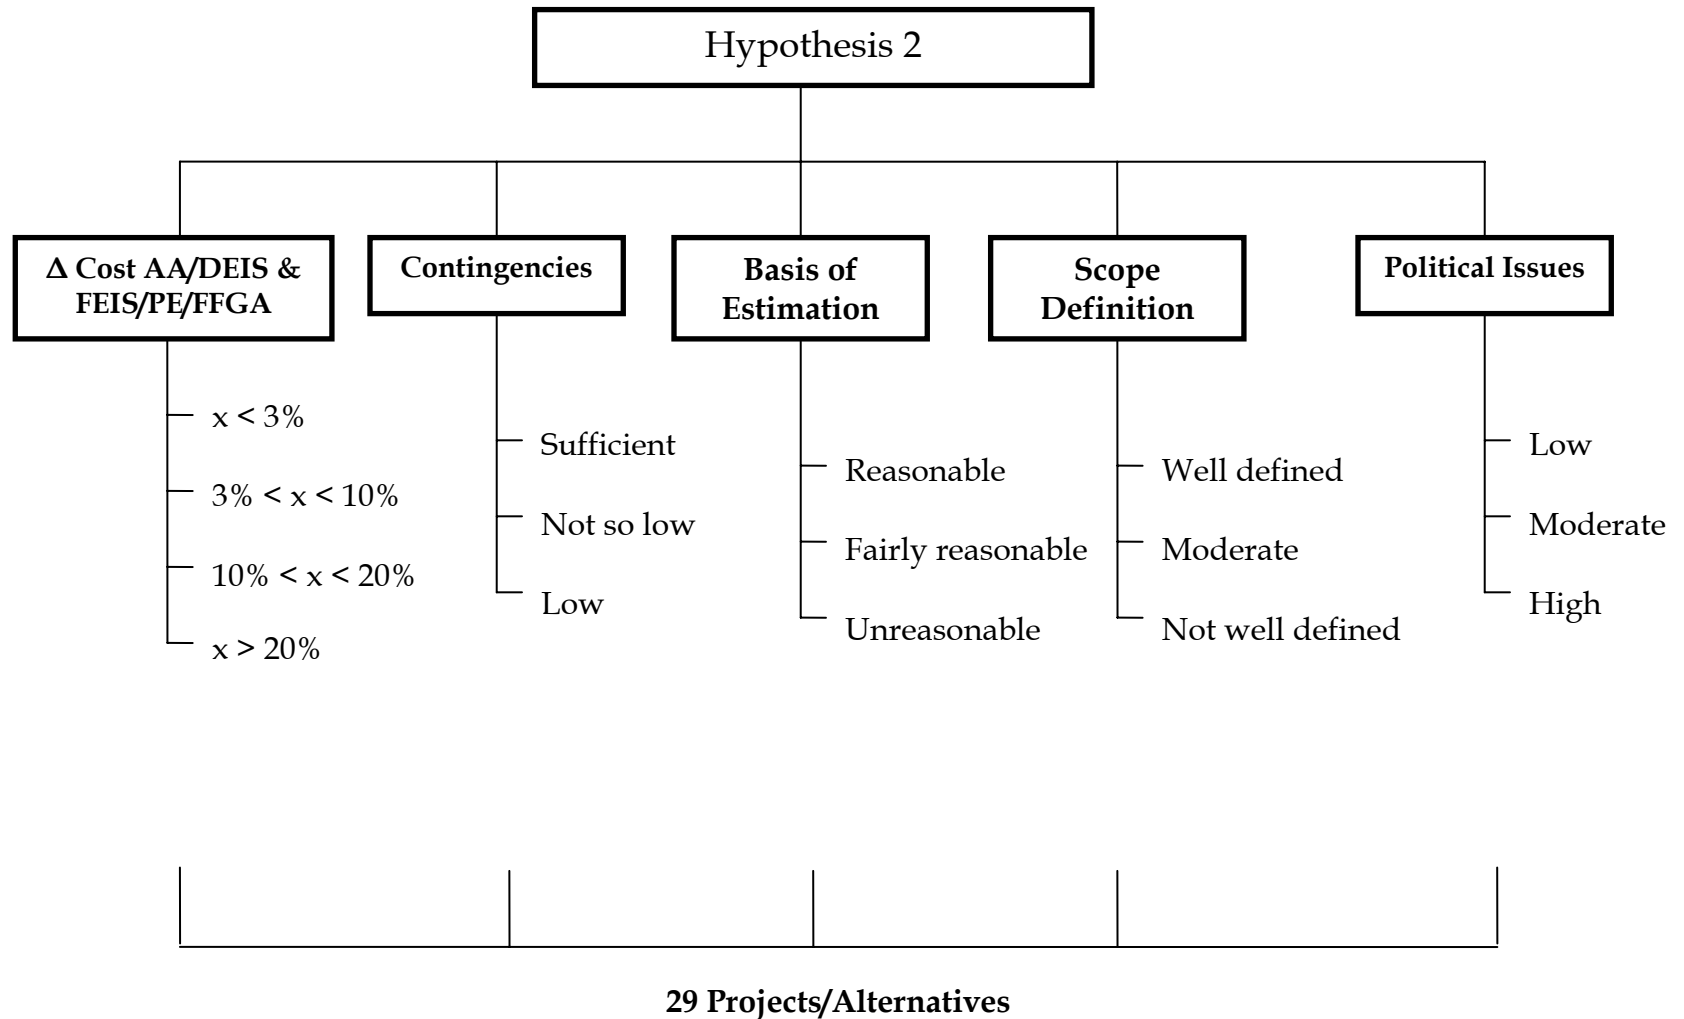 Hypothesis 2
Δ Cost AA/DEIS &
FEIS/PE/FFGA
x < 3%
3% < x < 10%
10% < x < 20%
x > 20%
Contingencies
Sufficient
Not so low
Low
Basis of
Estimation
Reasonable
Fairly reasonable
Unreasonable
Scope
Definition
Well defined
Moderate
Not well defined
Political Issues
Low
Moderate
High
29 Projects/Alternatives